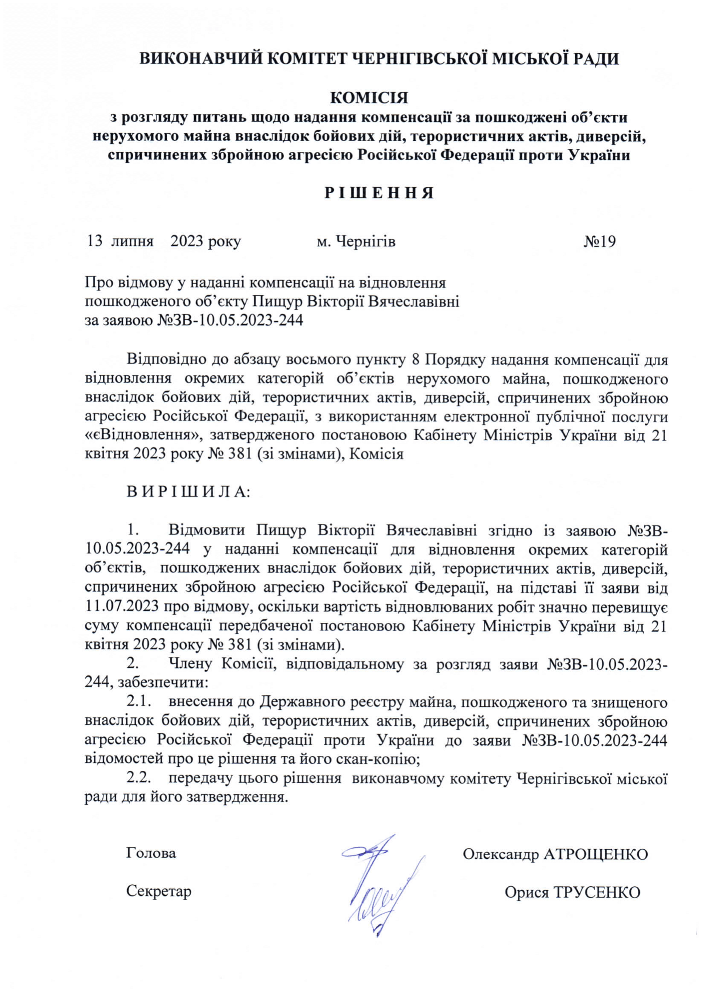 ВИКОНАВЧИЙ КОМІТЕТ ЧЕРНІГІВСЬКОЇ МІСЬКОЇ РАДИ
КОМІСІЯ
з розгляду питань щодо надання компенсації за пошкоджені об’єкти
нерухомого майна внаслідок бойових дій, терористичних актів, диверсій,
спричинених збройною агресією Російської Федерації проти України
Р І Ш Е Н Н Я
13 липня 2023 року м. Чернігів №19
Про відмову у наданні компенсації на відновлення
пошкодженого об’єкту Пищур Вікторії Вячеславівні
за заявою №ЗВ-10.05.2023-244
Відповідно до абзацу восьмого пункту 8 Порядку надання компенсації для
відновлення окремих категорій об’єктів нерухомого майна, пошкодженого
внаслідок бойових дій, терористичних актів, диверсій, спричинених збройною
агресією Російської Федерації, з використанням електронної публічної послуги
«єВідновлення», затвердженого постановою Кабінету Міністрів України від 21
квітня 2023 року № 381 (зі змінами), Комісія
В И Р І Ш И Л А:
1. Відмовити Пищур Вікторії Вячеславівні згідно із заявою №ЗВ-
10.05.2023-244 у наданні компенсації для відновлення окремих категорій
об’єктів, пошкоджених внаслідок бойових дій, терористичних актів, диверсій,
спричинених збройною агресією Російської Федерації, на підставі її заяви від
11.07.2023 про відмову, оскільки вартість відновлюваних робіт значно перевищує
суму компенсації передбаченої постановою Кабінету Міністрів України від 21
квітня 2023 року № 381 (зі змінами).
2. Члену Комісії, відповідальному за розгляд заяви №ЗВ-10.05.2023-
244, забезпечити:
2.1. внесення до Державного реєстру майна, пошкодженого та знищеного
внаслідок бойових дій, терористичних актів, диверсій, спричинених збройною
агресією Російської Федерації проти України до заяви №ЗВ-10.05.2023-244
відомостей про це рішення та його скан-копію;
2.2. передачу цього рішення виконавчому комітету Чернігівської міської
ради для його затвердження.
Голова Олександр АТРОЩЕНКО
Секретар Орися ТРУСЕНКО